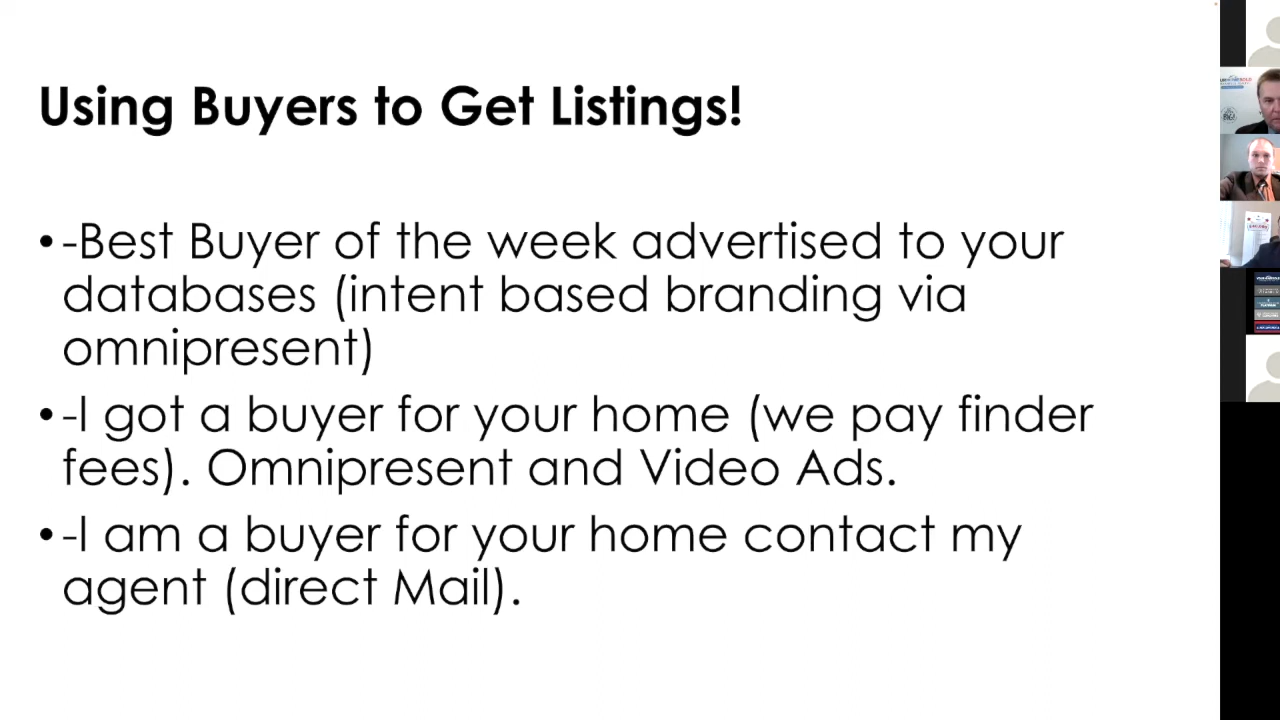 Using Buyers to Get Listings!
• -Best Buyer of the week advertised to your
databases (intent based branding via
omnipresent)
• -I got a buyer for your home (we pay finder
fees). Omnipresent and Video Ads.
• -I am a buyer for your home contact my
agent (direct Mail).